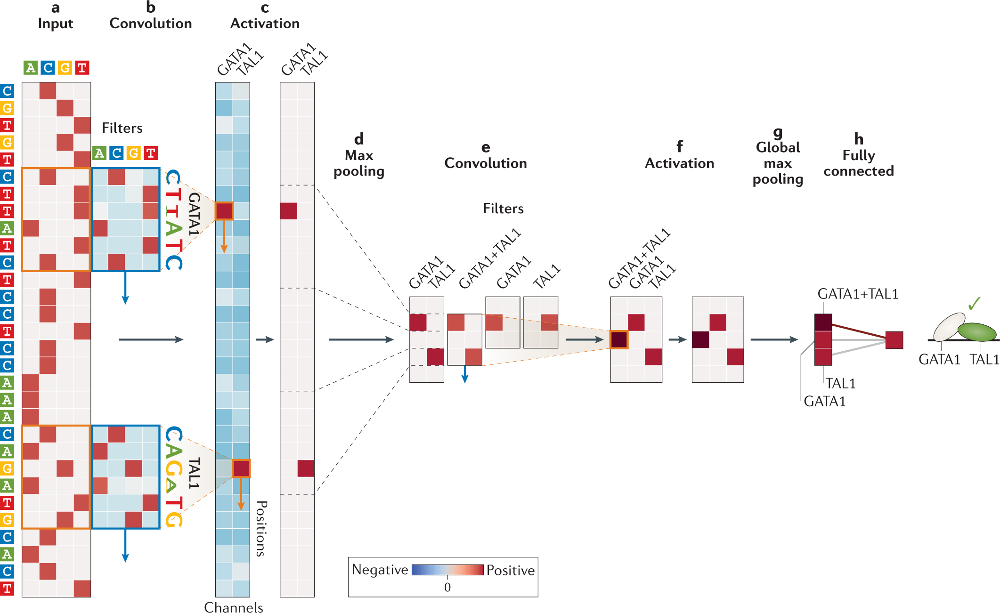 a
Input
b
Convolution
c
Activation
A C G T
GATA1
TAL1
GATA1
TAL1
C
G
T
G
T
C
T
T
A
T
C
T
C
C
T
C
C
A
A
A
C
A
G
A
T
G
C
A
C
T
Filters
A C G T
CTTATC
GATA1
CAGATG
TAL1
Positions
Channels
d
Max
pooling
e
Convolution
Filters
GATA1
TAL1
GATA1+TAL1
GATA1
TAL1
f
Activation
GATA1+TAL1
GATA1
TAL1
g
Global
max
pooling
h
Fully
connected
GATA1+TAL1
TAL1
GATA1
GATA1 TAL1
Negative Positive
0